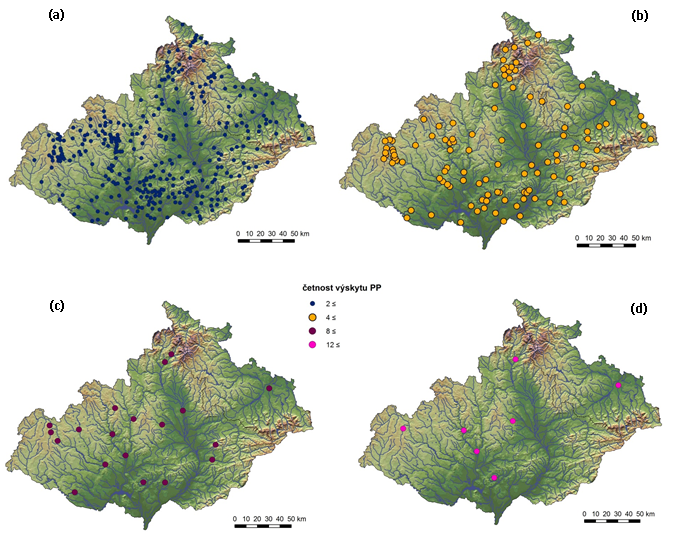 (a)
(b)
0 10 20 30 40 50 km
0 10 20 30 40 50 km
(c)
četnost výskytu PP
2 ≤
4 ≤
8 ≤
12 ≤
(d)
0 10 20 30 40 50 km
0 10 20 30 40 50 km